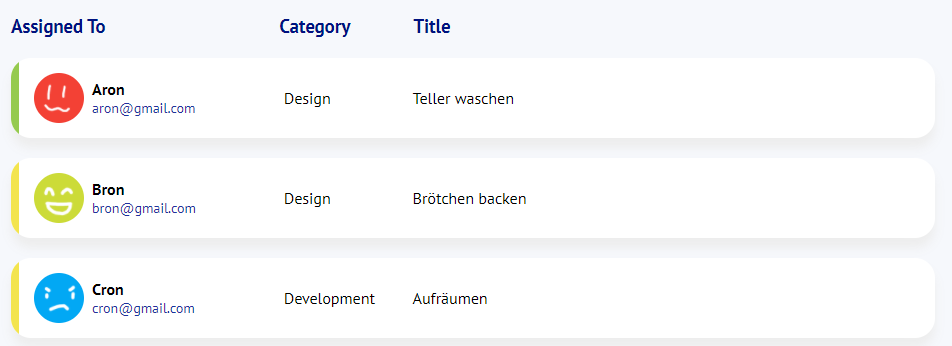 Assigned To Category Title
Aron
aron@gmail.com
Design
Teller waschen
Bron
bron@gmail.com
Design
Brötchen backen
Cron
cron@gmail.com
Development
Aufräumen